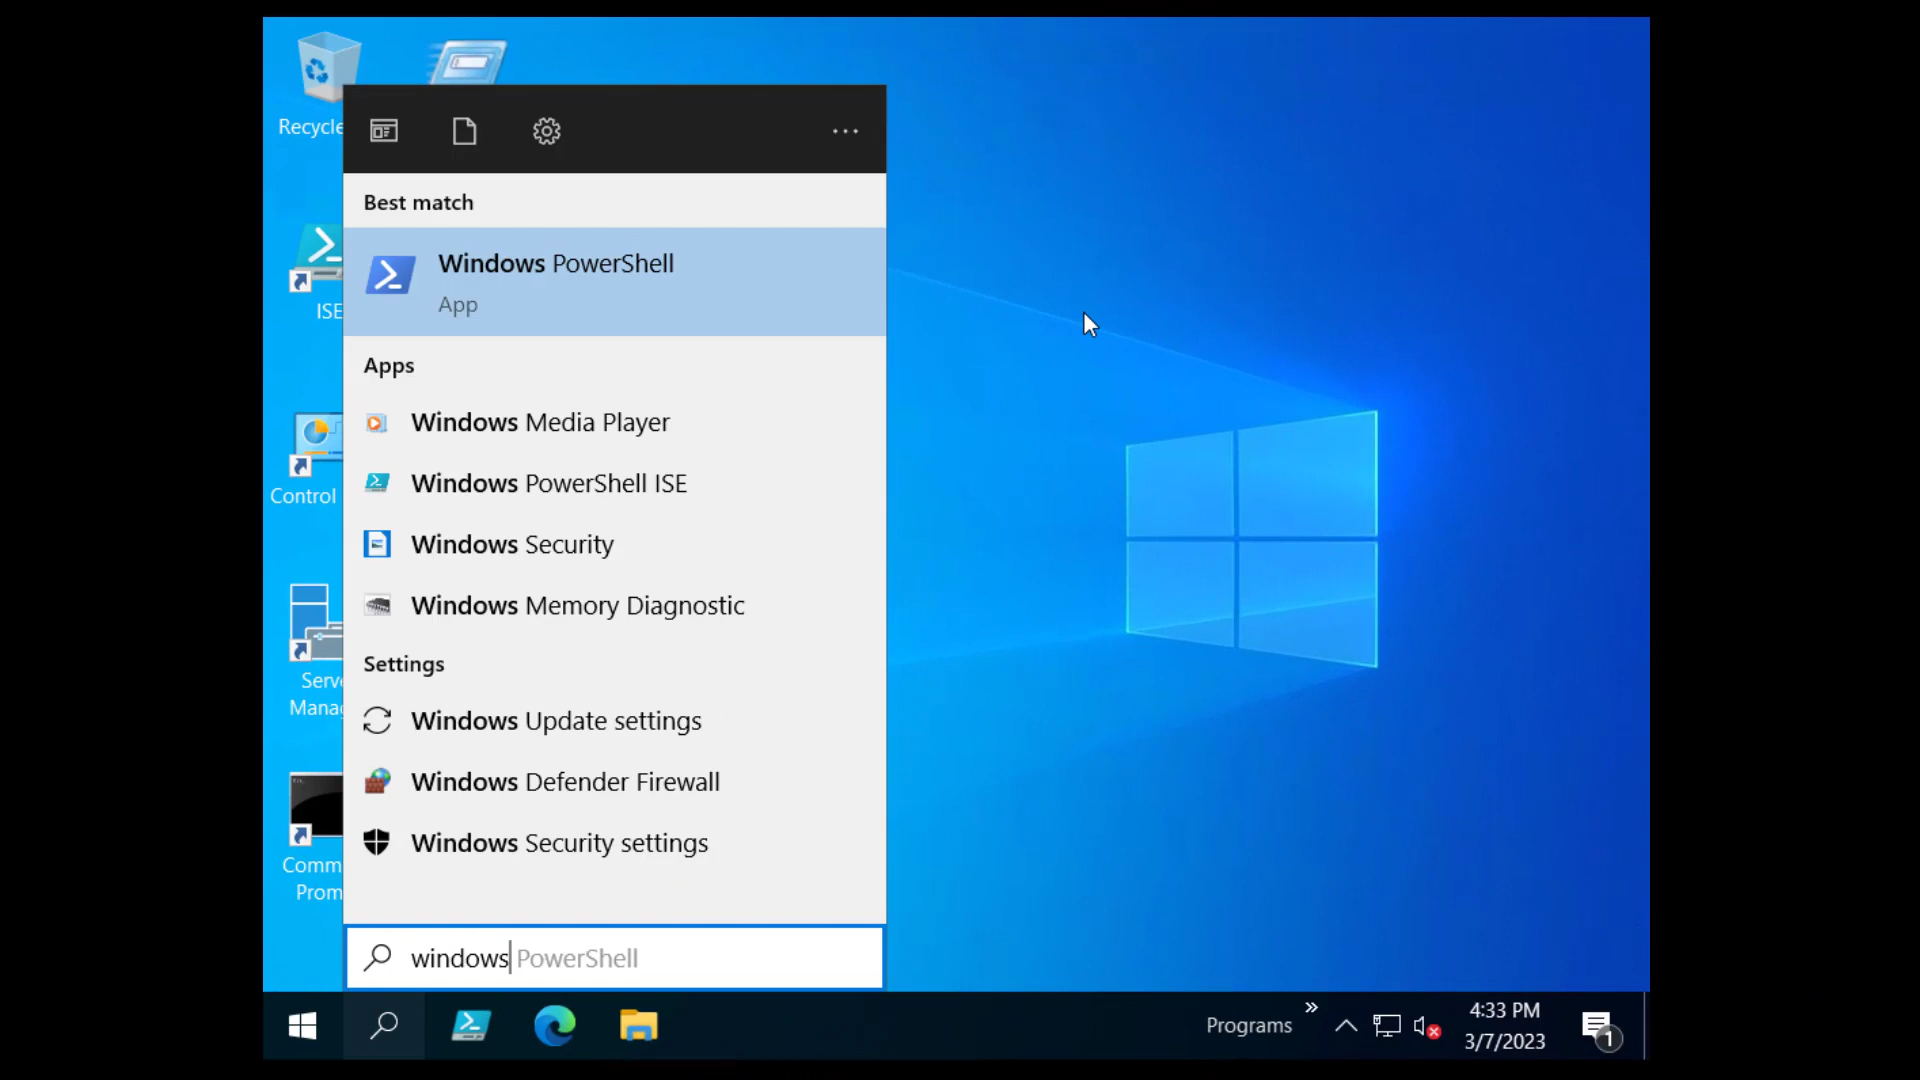 Recycle
ISE
Control
Serve
Manag
Comm
Prom
Best match
Windows PowerShell
App
Apps
Windows Media Player
Windows PowerShell ISE
Windows Security
Windows Memory Diagnostic
Settings
Windows Update settings
Windows Defender Firewall
Windows Security settings
windows PowerShell
Programs
4:33 PM
3/7/2023
1